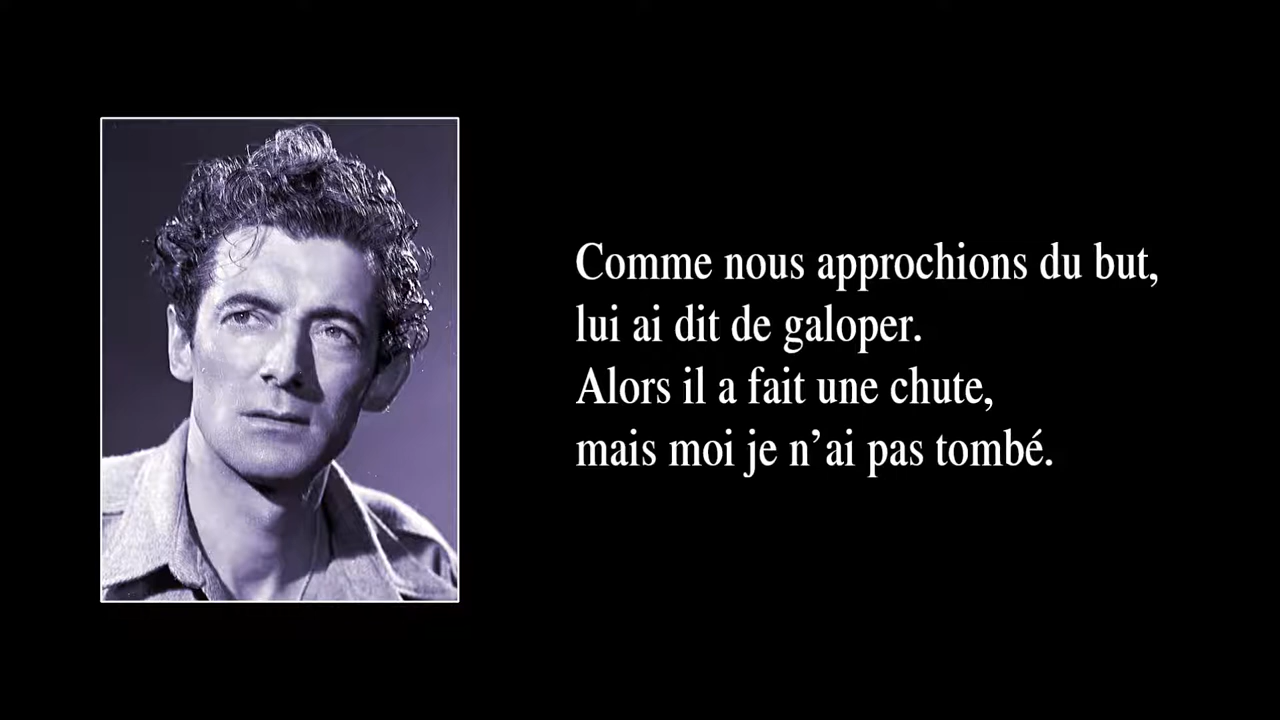 Comme nous approchions du but,
lui ai dit de galoper.
Alors il a fait une chute,
mais moi je n’ai pas tombé.